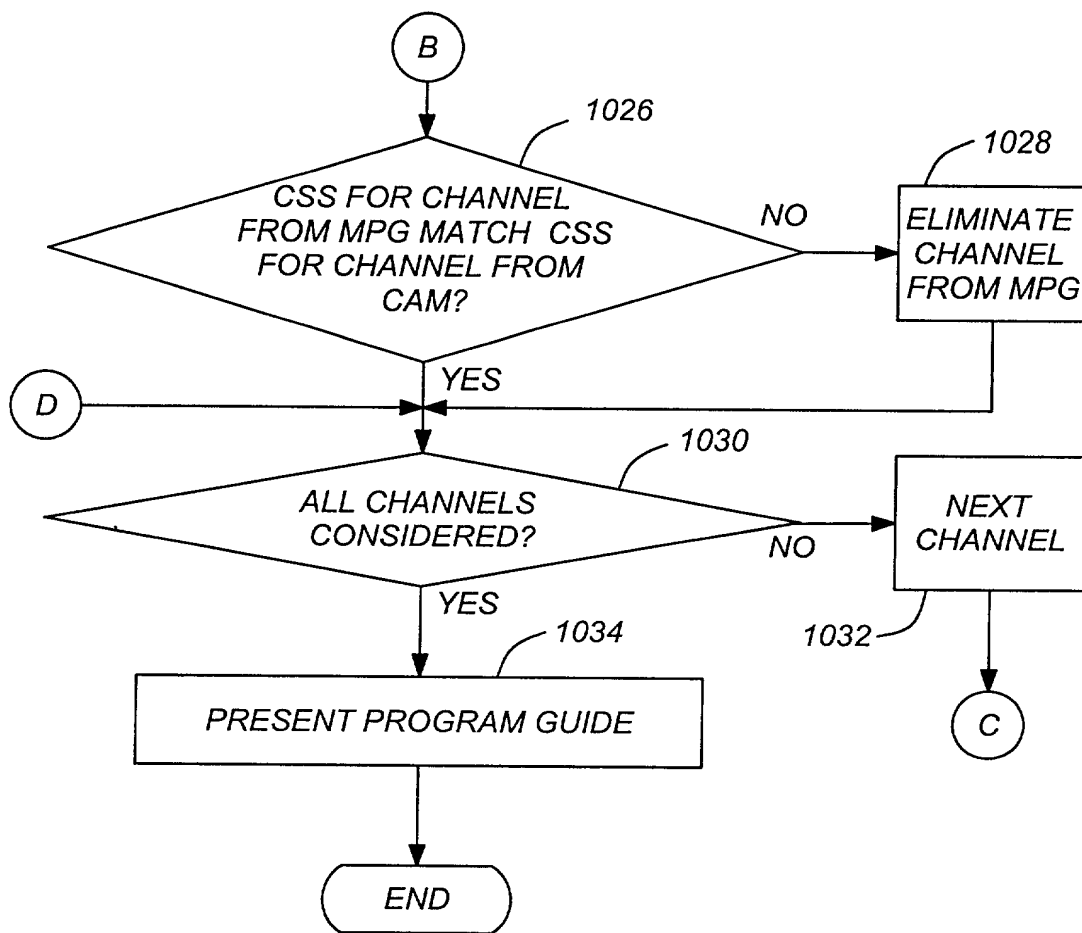 B
1026
CSS FOR CHANNEL
FROM MPG MATCH CSS
FOR CHANNEL FROM
CAM?
NO
1028
ELIMINATE
CHANNEL
FROM MPG
YES
D
1030
ALL CHANNELS
CONSIDERED?
NO
NEXT
CHANNEL
1032
YES
1034
PRESENT PROGRAM GUIDE
C
END